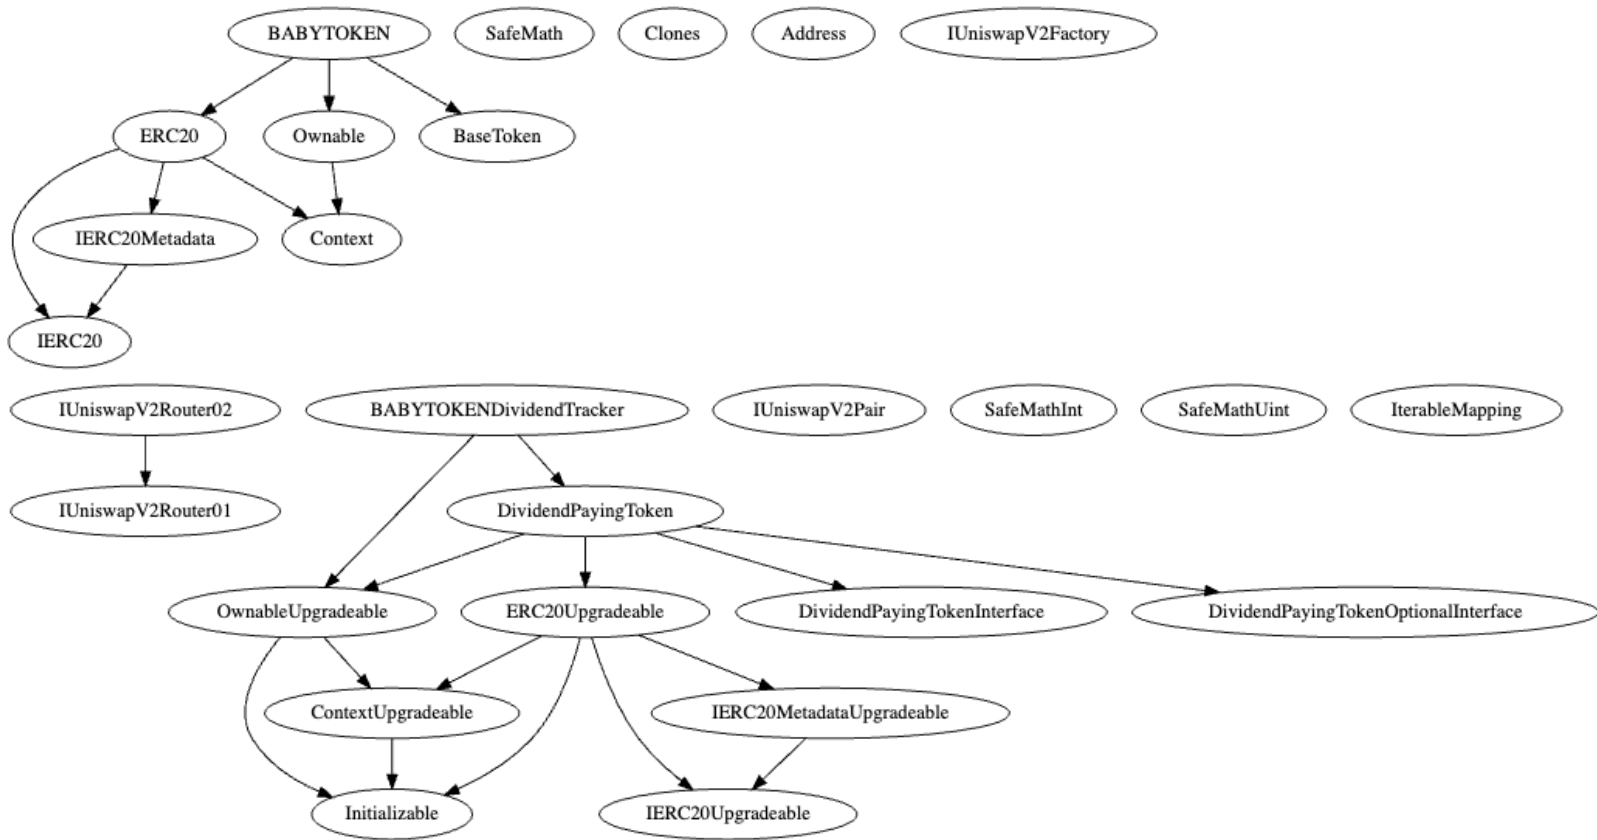 BABYTOKEN
SafeMath
Clones
Address
IUniswapV2Factory
ERC20
Ownable
BaseToken
IERC20Metadata
Context
IERC20
IUniswapV2Router02
BABYTOKENDividendTracker
IUniswapV2Pair
SafeMathInt
SafeMathUint
IterableMapping
IUniswapV2Router01
DividendPayingToken
OwnableUpgradeable
ERC20Upgradeable
DividendPayingTokenInterface
DividendPayingTokenOptionalInterface
ContextUpgradeable
IERC20MetadataUpgradeable
Initializable
IERC20Upgradeable